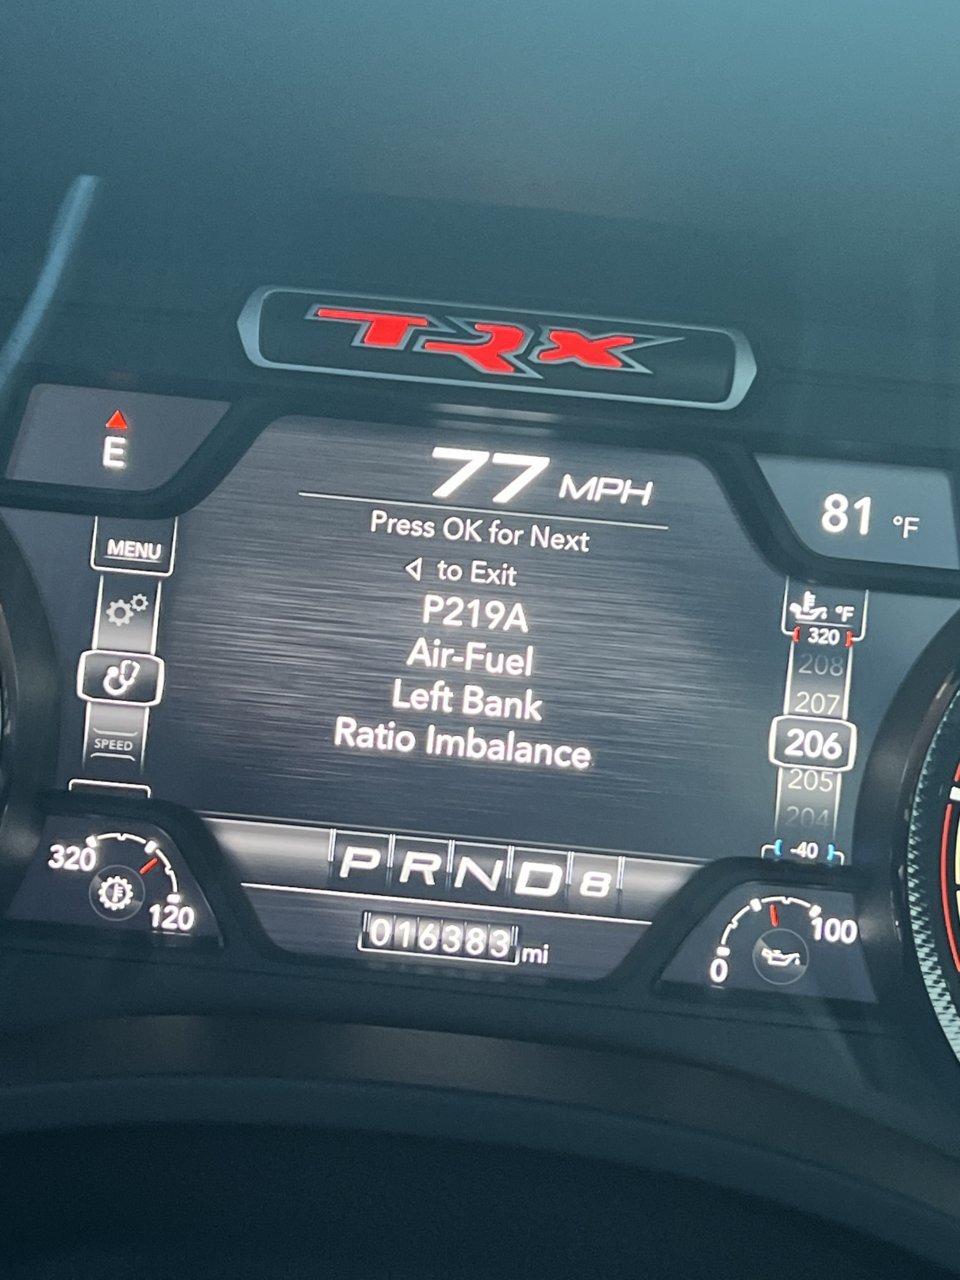 TRX
E
77 MPH
81 °F
Press OK for Next
to Exit
P219A
Air-Fuel
Left Bank
Ratio Imbalance
MENU
SPEED
°F
320
208
207
206
205
204
-40
320
120
P R N D 8
016383 mi
0
100